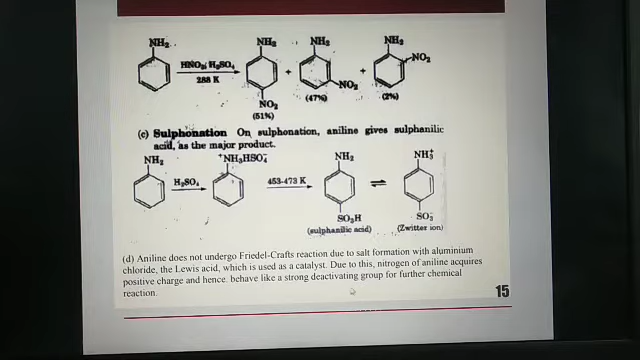 NH₂ NH₂ NH₂ NH₂
HNO₃, H₂SO₄
288 K
+ +
NO₂ NO₂ NO₂
(51%) (47%) (2%)
(c) Sulphonation On sulphonation, aniline gives sulphanilic
acid, as the major product.
NH₂ ⁺NH₃HSO₄⁻ NH₂ NH₃⁺
H₂SO₄ 453-473 K ⇌
SO₃H SO₃⁻
(sulphanilic acid) (Zwitter ion)
(d) Aniline does not undergo Friedel-Crafts reaction due to salt formation with aluminium
chloride, the Lewis acid, which is used as a catalyst. Due to this, nitrogen of aniline acquires
positive charge and hence. behave like a strong deactivating group for further chemical
reaction.
15